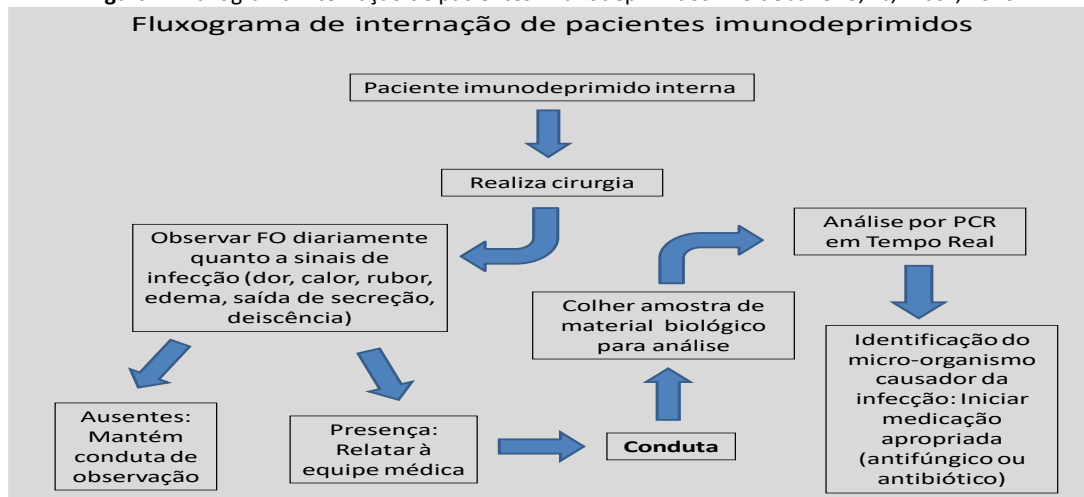 Fluxograma de internação de pacientes imunodeprimidos
Paciente imunodeprimido interna
Realiza cirurgia
Observar FO diariamente
quanto a sinais de
infecção (dor, calor, rubor,
edema, saída de secreção,
deiscência)
Ausentes:
Mantém
conduta de
observação
Presença:
Relatar à
equipe médica
Conduta
Colher amostra de
material biológico
para análise
Análise por PCR
em Tempo Real
Identificação do
micro-organismo
causador da
infecção: Iniciar
medicação
apropriada
(antifúngico ou
antibiótico)